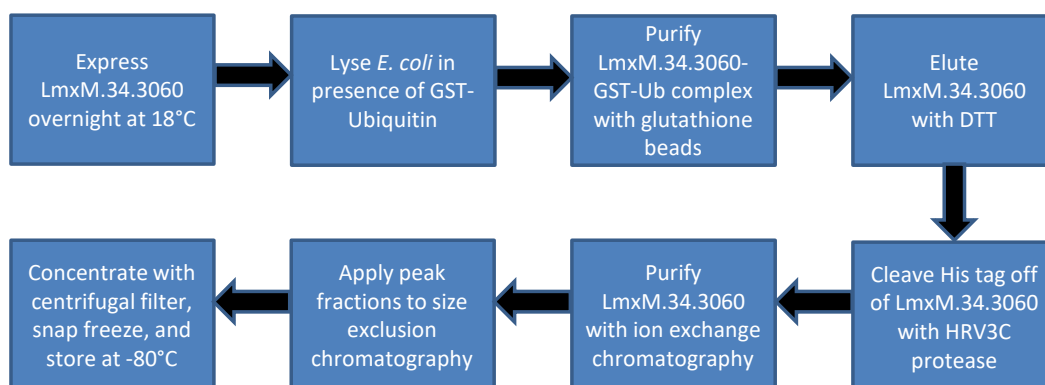 Express
LmxM.34.3060
overnight at 18°C
Lyse E. coli in
presence of GST-
Ubiquitin
Purify
LmxM.34.3060-
GST-Ub complex
with glutathione
beads
Elute
LmxM.34.3060
with DTT
Cleave His tag off
of LmxM.34.3060
with HRV3C
protease
Purify
LmxM.34.3060
with ion exchange
chromatography
Apply peak
fractions to size
exclusion
chromatography
Concentrate with
centrifugal filter,
snap freeze, and
store at -80°C